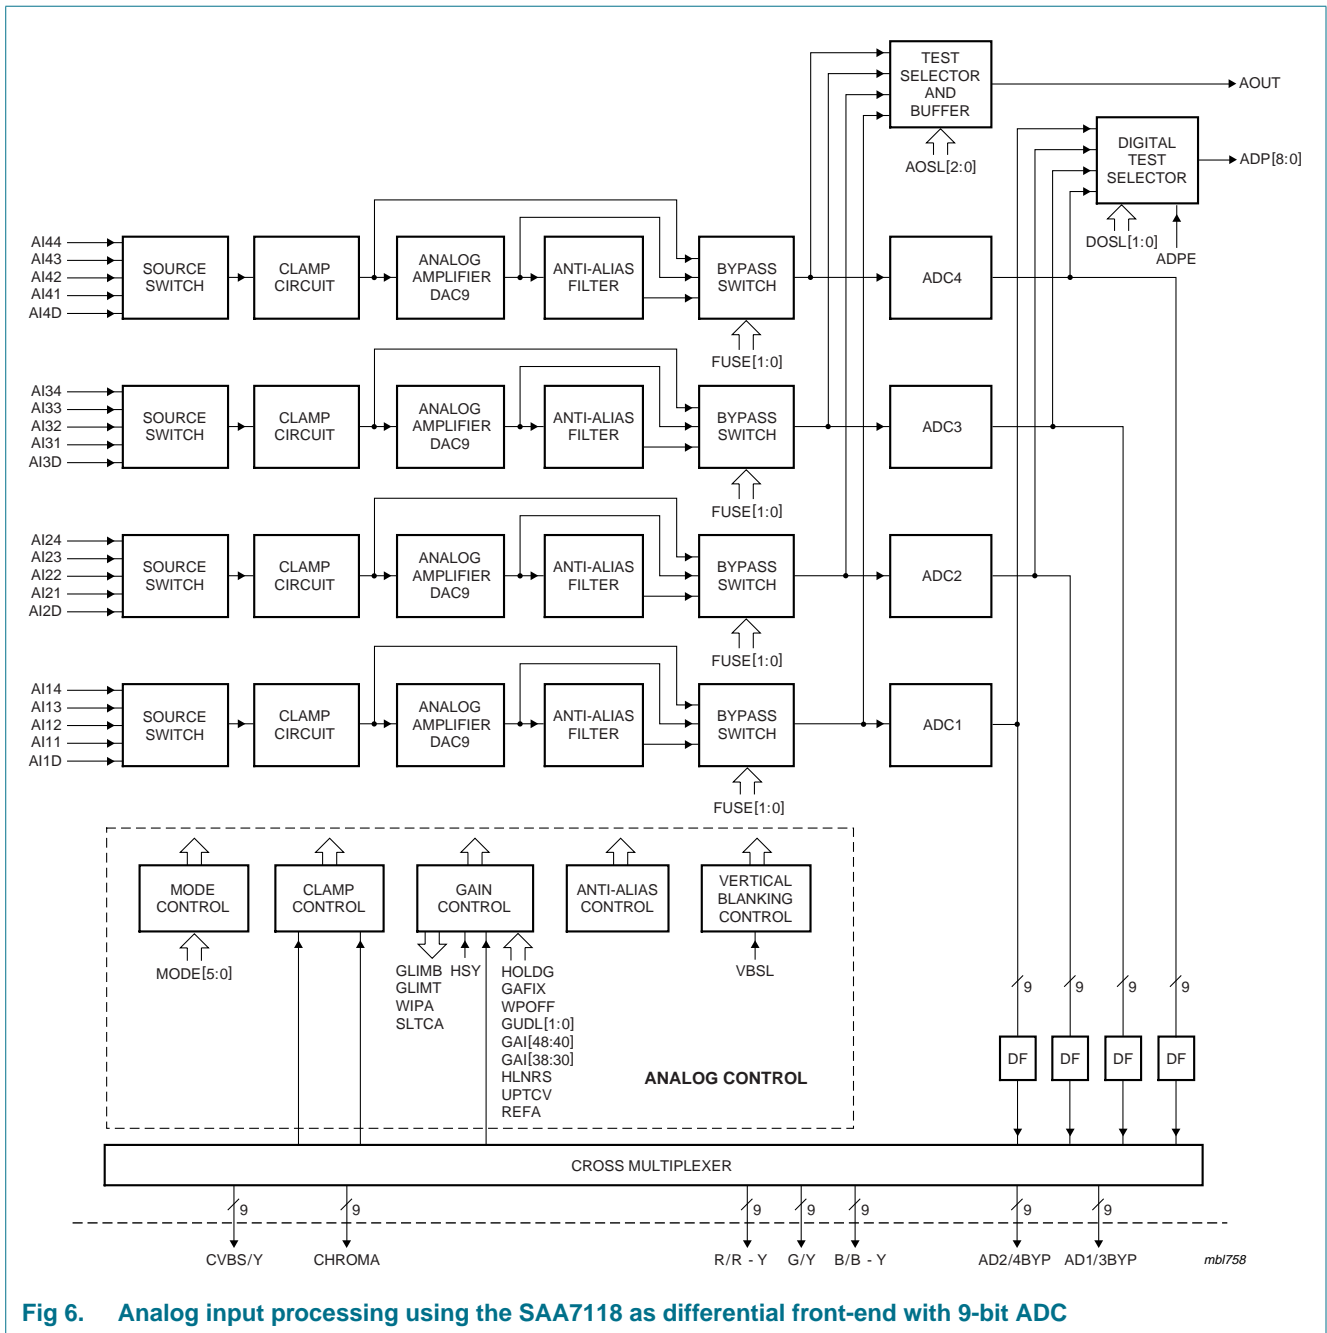 TEST
SELECTOR
AND
BUFFER
AOUT
AOSL[2:0]
DIGITAL
TEST
SELECTOR
ADP[8:0]
DOSL[1:0]
ADPE
AI44
AI43
AI42
AI41
AI4D
SOURCE
SWITCH
CLAMP
CIRCUIT
ANALOG
AMPLIFIER
DAC9
ANTI-ALIAS
FILTER
BYPASS
SWITCH
FUSE[1:0]
ADC4
AI34
AI33
AI32
AI31
AI3D
SOURCE
SWITCH
CLAMP
CIRCUIT
ANALOG
AMPLIFIER
DAC9
ANTI-ALIAS
FILTER
BYPASS
SWITCH
FUSE[1:0]
ADC3
AI24
AI23
AI22
AI21
AI2D
SOURCE
SWITCH
CLAMP
CIRCUIT
ANALOG
AMPLIFIER
DAC9
ANTI-ALIAS
FILTER
BYPASS
SWITCH
FUSE[1:0]
ADC2
AI14
AI13
AI12
AI11
AI1D
SOURCE
SWITCH
CLAMP
CIRCUIT
ANALOG
AMPLIFIER
DAC9
ANTI-ALIAS
FILTER
BYPASS
SWITCH
FUSE[1:0]
ADC1
MODE
CONTROL
MODE[5:0]
CLAMP
CONTROL
GAIN
CONTROL
GLIMB
GLIMT
WIPA
SLTCA
HSY
HOLDG
GAFIX
WPOFF
GUDL[1:0]
GAI[48:40]
GAI[38:30]
HLNRS
UPTCV
REFA
ANTI-ALIAS
CONTROL
VERTICAL
BLANKING
CONTROL
VBSL
ANALOG CONTROL
9
9
9
9
DF
DF
DF
DF
CROSS MULTIPLEXER
9
9
9
9
9
9
9
CVBS/Y
CHROMA
R/R - Y
G/Y
B/B - Y
AD2/4BYP
AD1/3BYP
mbl758
Fig 6. Analog input processing using the SAA7118 as differential front-end with 9-bit ADC